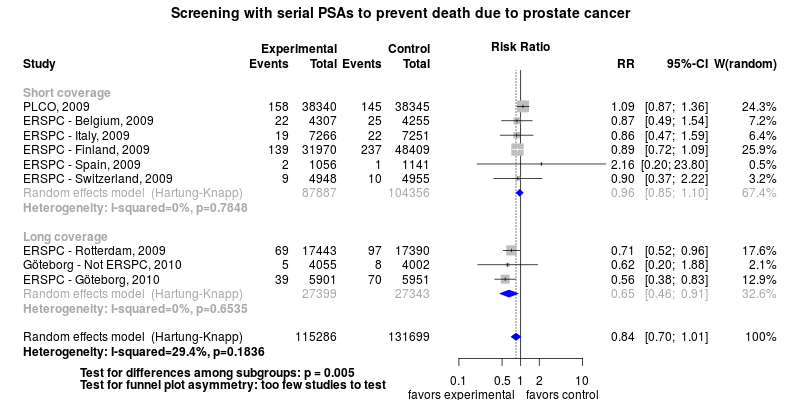 Screening with serial PSAs to prevent death due to prostate cancer
Experimental Control Risk Ratio
Study Events Total Events Total RR 95%-CI W(random)
Short coverage
PLCO, 2009 158 38340 145 38345 1.09 [0.87; 1.36] 24.3%
ERSPC - Belgium, 2009 22 4307 25 4255 0.87 [0.49; 1.54] 7.2%
ERSPC - Italy, 2009 19 7266 22 7251 0.86 [0.47; 1.59] 6.4%
ERSPC - Finland, 2009 139 31970 237 48409 0.89 [0.72; 1.09] 25.9%
ERSPC - Spain, 2009 2 1056 1 1141 2.16 [0.20; 23.80] 0.5%
ERSPC - Switzerland, 2009 9 4948 10 4955 0.90 [0.37; 2.22] 3.2%
Random effects model (Hartung-Knapp) 87887 104356 0.96 [0.85; 1.10] 67.4%
Heterogeneity: I-squared=0%, p=0.7848
Long coverage
ERSPC - Rotterdam, 2009 69 17443 97 17390 0.71 [0.52; 0.96] 17.6%
Göteborg - Not ERSPC, 2010 5 4055 8 4002 0.62 [0.20; 1.88] 2.1%
ERSPC - Göteborg, 2010 39 5901 70 5951 0.56 [0.38; 0.83] 12.9%
Random effects model (Hartung-Knapp) 27399 27343 0.65 [0.46; 0.91] 32.6%
Heterogeneity: I-squared=0%, p=0.6535
Random effects model (Hartung-Knapp) 115286 131699 0.84 [0.70; 1.01] 100%
Heterogeneity: I-squared=29.4%, p=0.1836
Test for differences among subgroups: p = 0.005
Test for funnel plot asymmetry: too few studies to test
0.1 0.5 1 2 10
favors experimental favors control